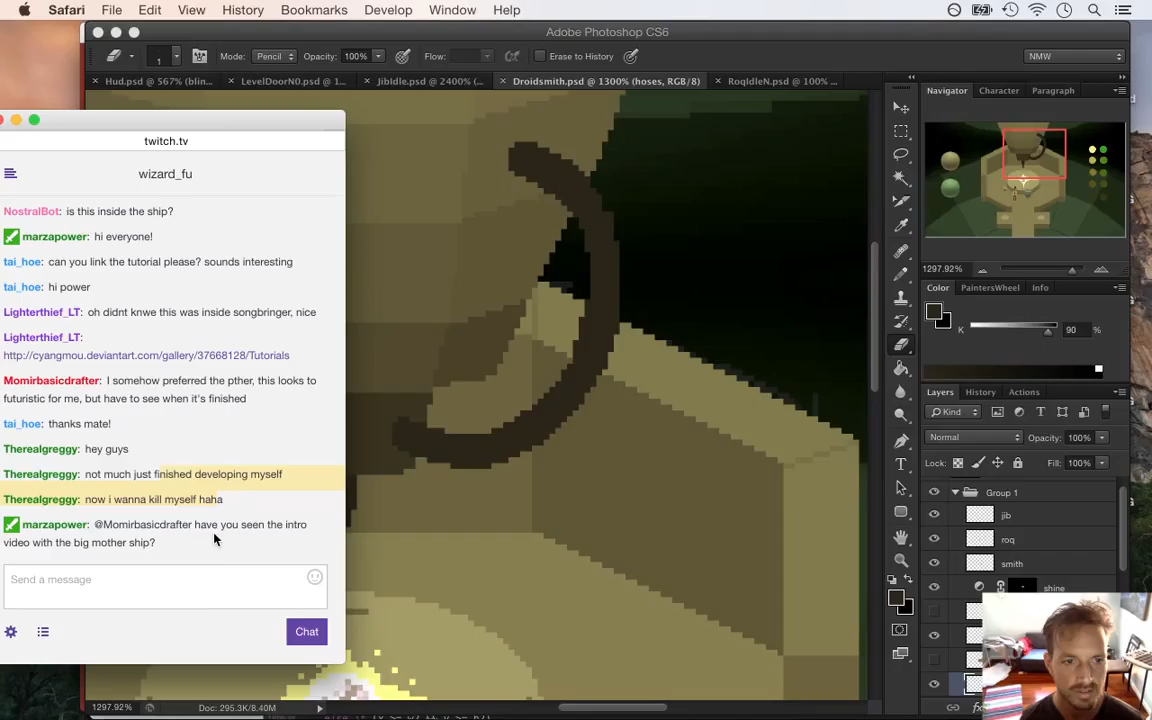 Safari File Edit View History Bookmarks Develop Window Help
Adobe Photoshop CS6
1 Mode: Pencil Opacity: 100% Flow: Erase to History NMW
Hud.psd @ 567% (blin... LevelDoorN0.psd @ 1... JibIdle.psd @ 2400% (... Droidsmith.psd @ 1300% (hoses, RGB/8) RoqIdleN.psd @ 100% ...
twitch.tv
wizard_fu
NostralBot: is this inside the ship?
marzapower: hi everyone!
tai_hoe: can you link the tutorial please? sounds interesting
tai_hoe: hi power
Lighterthief_LT: oh didnt knwe this was inside songbringer, nice
Lighterthief_LT:
http://cyangmou.deviantart.com/gallery/37668128/Tutorials
Momirbasicdrafter: I somehow preferred the pther, this looks to
futuristic for me, but have to see when it's finished
tai_hoe: thanks mate!
Therealgreggy: hey guys
Therealgreggy: not much just finished developing myself
Therealgreggy: now i wanna kill myself haha
marzapower: @Momirbasicdrafter have you seen the intro
video with the big mother ship?
Send a message
Chat
Navigator Character Paragraph
1297.92%
Color PaintersWheel Info
K 90 %
Layers History Actions
Kind
Normal Opacity: 100%
Lock: Fill: 100%
Group 1
jib
roq
smith
shine
1297.92% Doc: 295.3K/8.40M